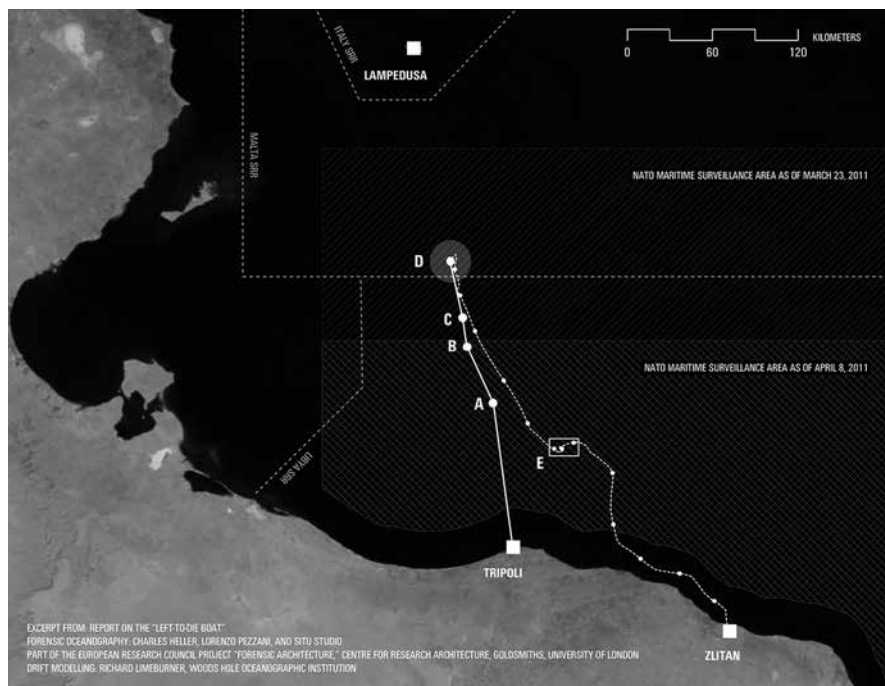 ITALY SRR
LAMPEDUSA
0 60 120 KILOMETERS
MALTA SRR
NATO MARITIME SURVEILLANCE AREA AS OF MARCH 23, 2011
D
C
B
NATO MARITIME SURVEILLANCE AREA AS OF APRIL 8, 2011
A
E
LIBYA SRR
TRIPOLI
ZLITAN
EXCERPT FROM: REPORT ON THE "LEFT-TO-DIE BOAT"
FORENSIC OCEANOGRAPHY: CHARLES HELLER, LORENZO PEZZANI, AND SITU STUDIO
PART OF THE EUROPEAN RESEARCH COUNCIL PROJECT "FORENSIC ARCHITECTURE," CENTRE FOR RESEARCH ARCHITECTURE, GOLDSMITHS, UNIVERSITY OF LONDON
DRIFT MODELLING: RICHARD LIMEBURNER, WOODS HOLE OCEANOGRAPHIC INSTITUTION